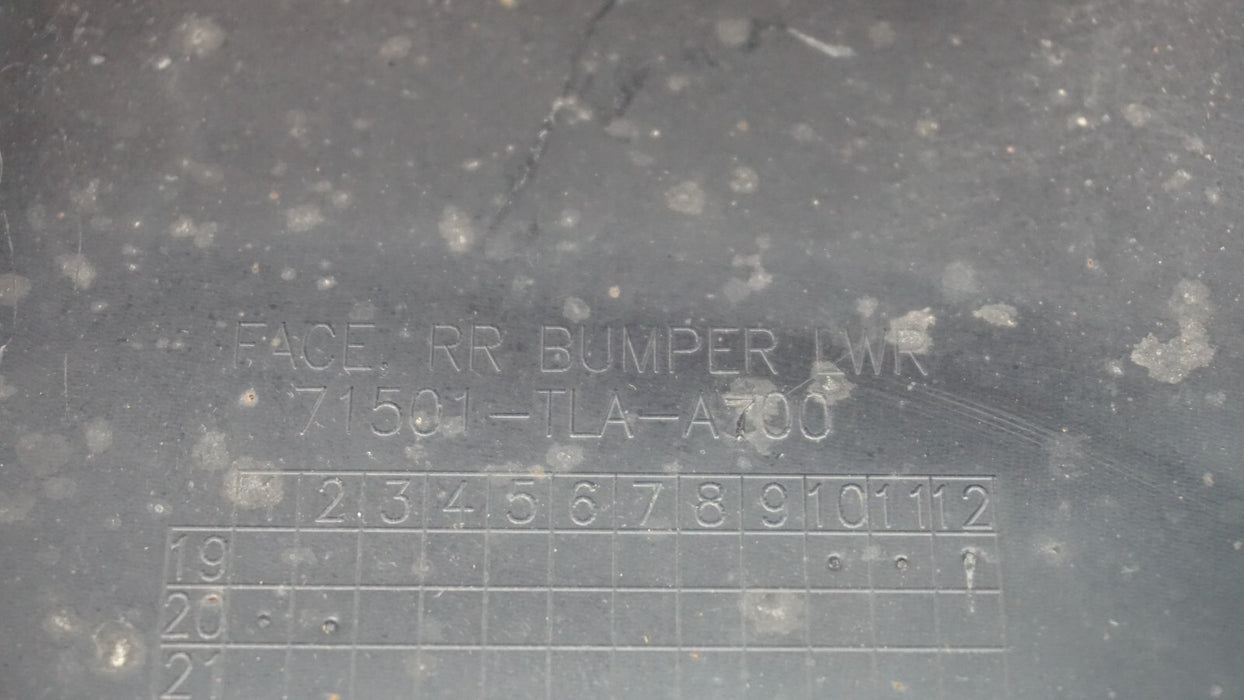 FACE, RR BUMPER LWR
71501-TLA-A700
1 2 3 4 5 6 7 8 9 10 11 12
19
20
21